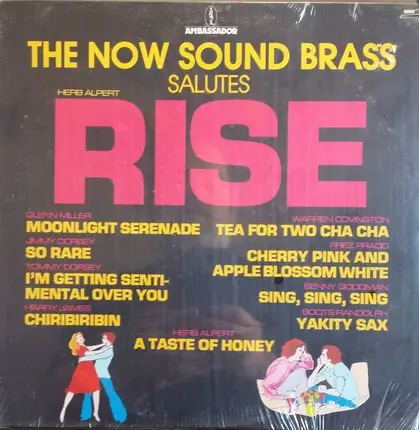 AMBASSADOR
THE NOW SOUND BRASS
SALUTES
HERB ALPERT
RISE
GLENN MILLER
MOONLIGHT SERENADE
JIMMY DORSEY
SO RARE
TOMMY DORSEY
I'M GETTING SENTI-
MENTAL OVER YOU
HARRY JAMES
CHIRIBIRIBIN
WARREN COVINGTON
TEA FOR TWO CHA CHA
PREZ PRADO
CHERRY PINK AND
APPLE BLOSSOM WHITE
BENNY GOODMAN
SING, SING, SING
BOOTS RANDOLPH
YAKITY SAX
HERB ALPERT
A TASTE OF HONEY